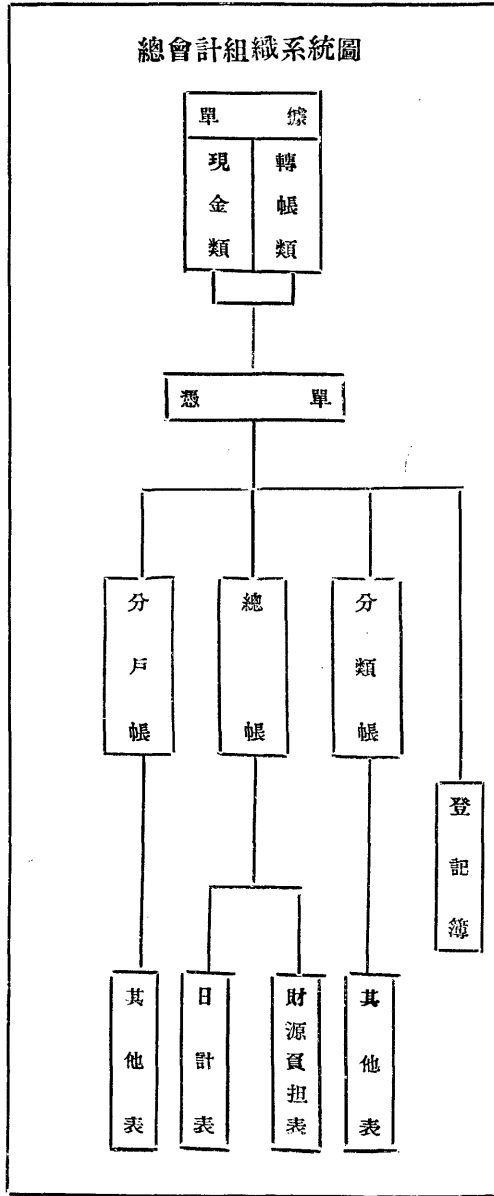 總會計組織系統圖
單據
轉帳類
現金類
憑單
分類帳
總帳
分戶帳
登記簿
其他表
財源負担表
日計表
其他表